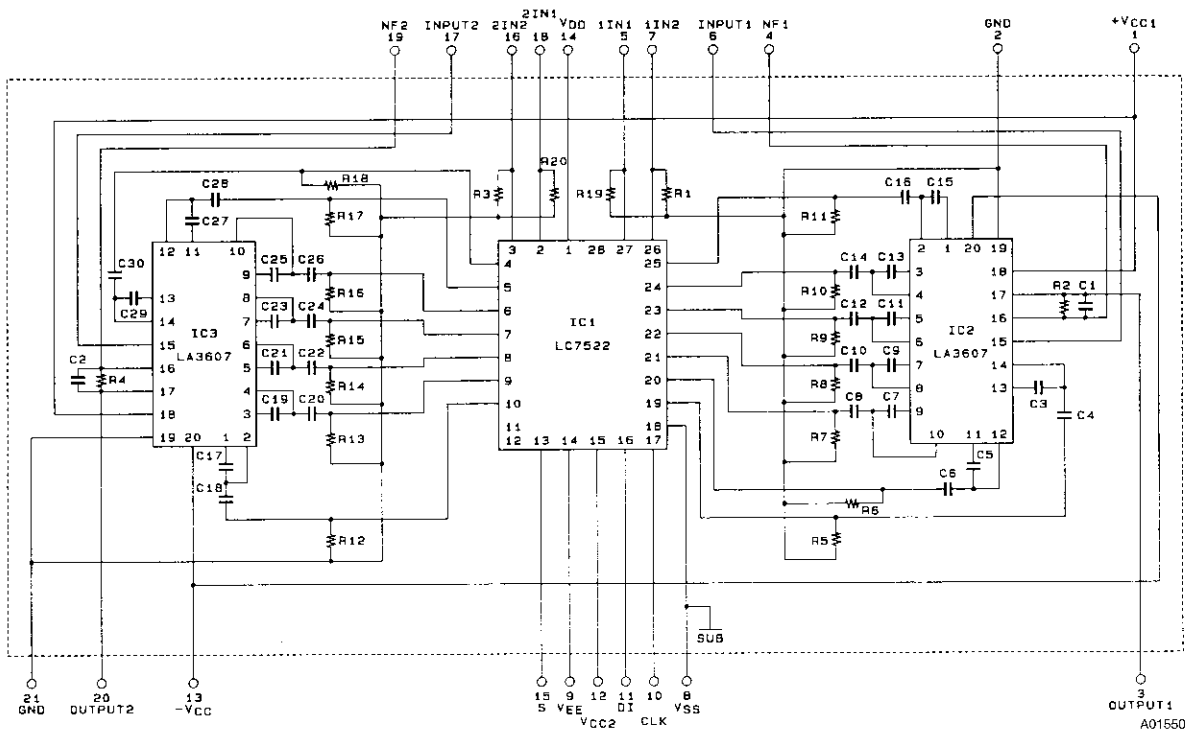 NF2 INPUT2 2IN2 2IN1 VDD 1IN1 1IN2 INPUT1 NF1 GND +VCC1
19 17 16 18 14 5 7 6 4 2 1
R18 R3 R20 R19 R1
C28 C27 R17 R11 C16 C15
12 11 10 3 2 1 28 27 26 2 1 20 19
C30 C29 C25 C26 R16 C14 C13 R10
9 4 25 3 18
13 8 5 24 4 17
14 7 6 23 5 16
C23 C24 R15 C12 C11 R9 R2 C1
IC3
LA3607
IC1
LC7522
IC2
LA3607
15 6 7 22 6 15
16 5 8 21 7 14
17 4 9 20 8 13
18 3 10 19 9
C2 R4 C21 C22 R14 C10 C9 R8 C3 C4
C19 C20 R13 C8 C7 R7
19 20 1 2 11 18 10 11 12
12 13 14 15 16 17
C17 C18 C5 C6 R6
R12 R5
SUB
21 20 13 15 9 12 11 10 8 3
GND OUTPUT2 -VCC S VEE VCC2 DI CLK VSS OUTPUT1
A01550